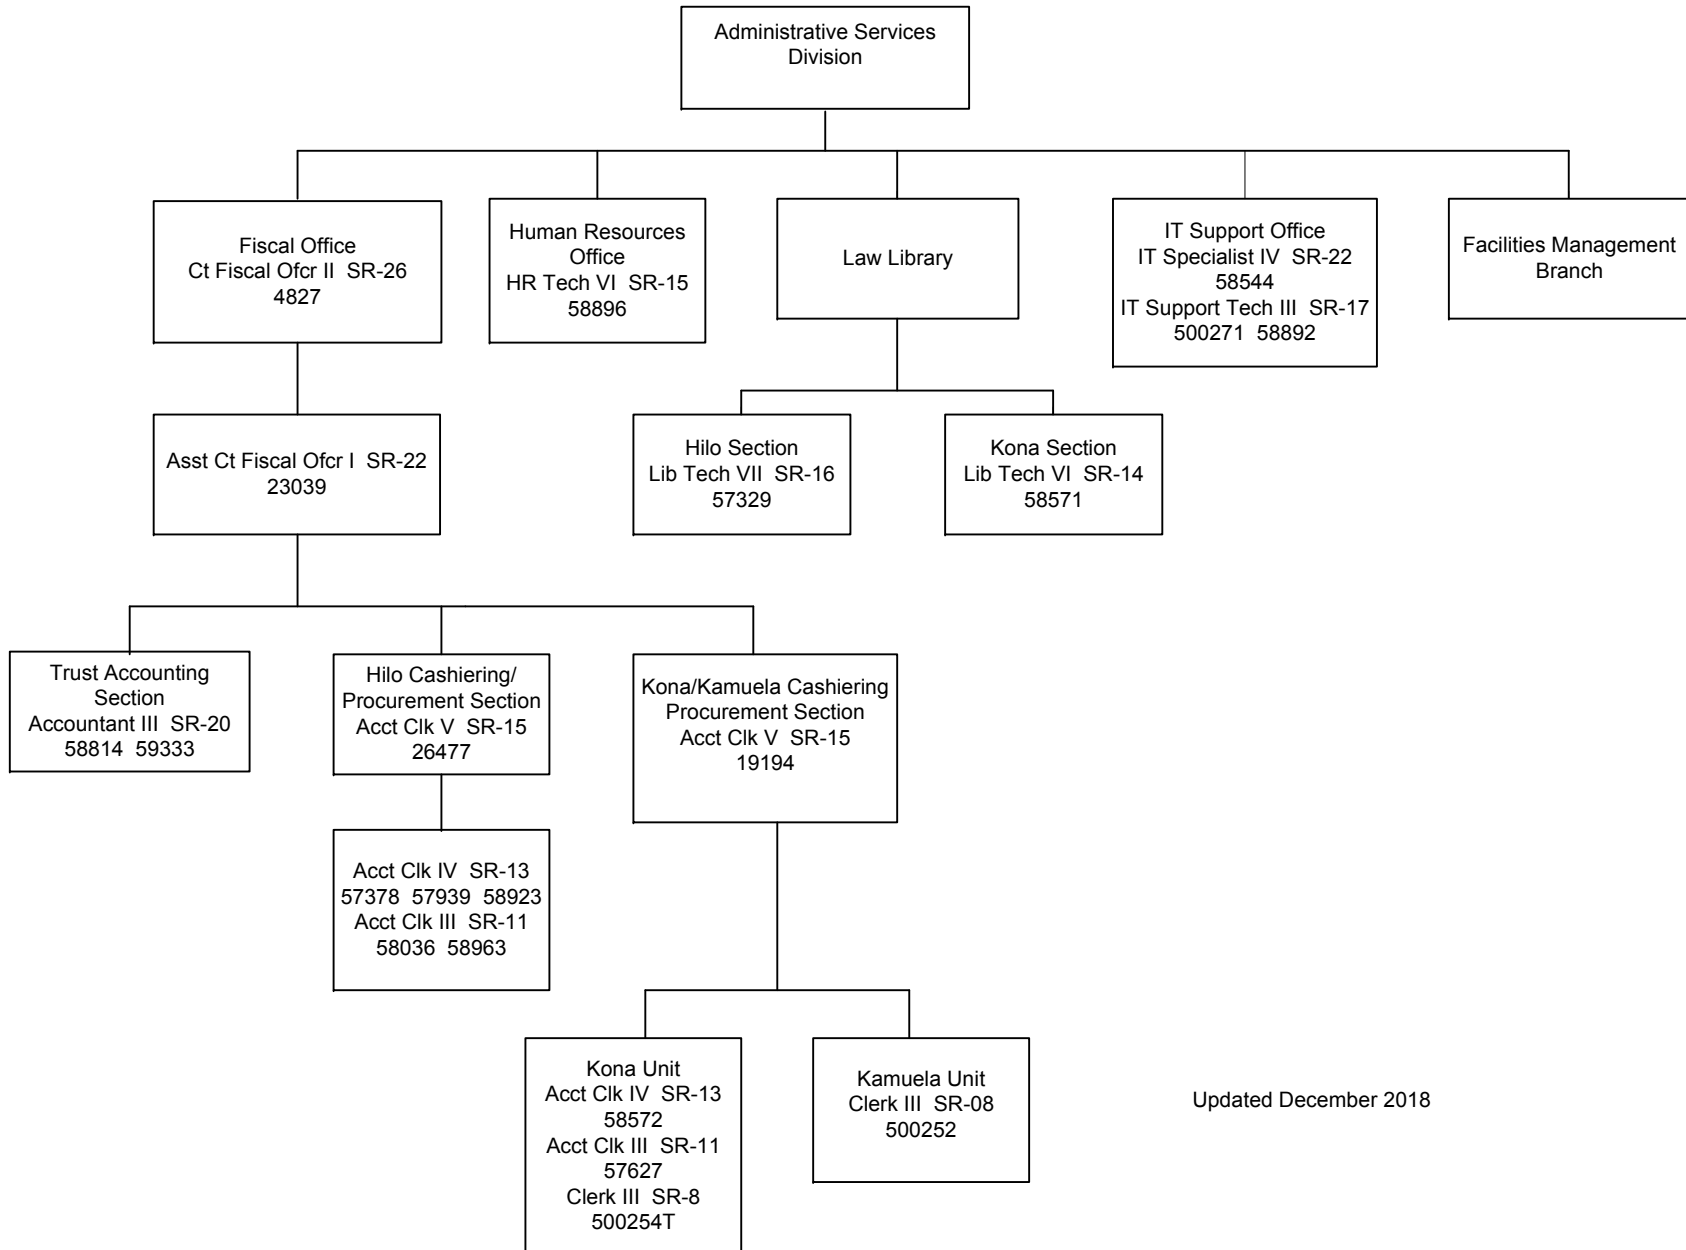 Administrative Services
Division
Fiscal Office
Ct Fiscal Ofcr II  SR-26
4827
Human Resources
Office
HR Tech VI  SR-15
58896
Law Library
IT Support Office
IT Specialist IV  SR-22
58544
IT Support Tech III  SR-17
500271  58892
Facilities Management
Branch
Asst Ct Fiscal Ofcr I  SR-22
23039
Hilo Section
Lib Tech VII  SR-16
57329
Kona Section
Lib Tech VI  SR-14
58571
Trust Accounting
Section
Accountant III  SR-20
58814  59333
Hilo Cashiering/
Procurement Section
Acct Clk V  SR-15
26477
Kona/Kamuela Cashiering
Procurement Section
Acct Clk V  SR-15
19194
Acct Clk IV  SR-13
57378  57939  58923
Acct Clk III  SR-11
58036  58963
Kona Unit
Acct Clk IV  SR-13
58572
Acct Clk III  SR-11
57627
Clerk III  SR-8
500254T
Kamuela Unit
Clerk III  SR-08
500252
Updated December 2018